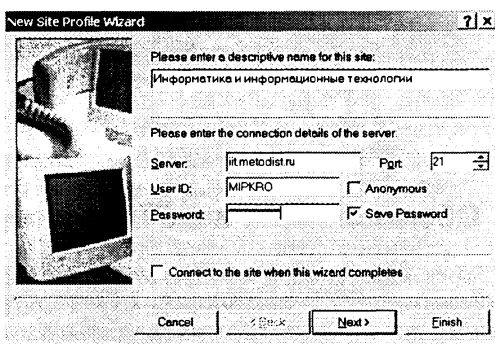 New Site Profile Wizard
Please enter a descriptive name for this site:
Информатика и информационные технологии
Please enter the connection details of the server.
Server: iit.metodist.ru Port 21
User ID: MIPKRO Anonymous
Password: Save Password
Connect to the site when this wizard completes
Cancel < Back Next > Finish